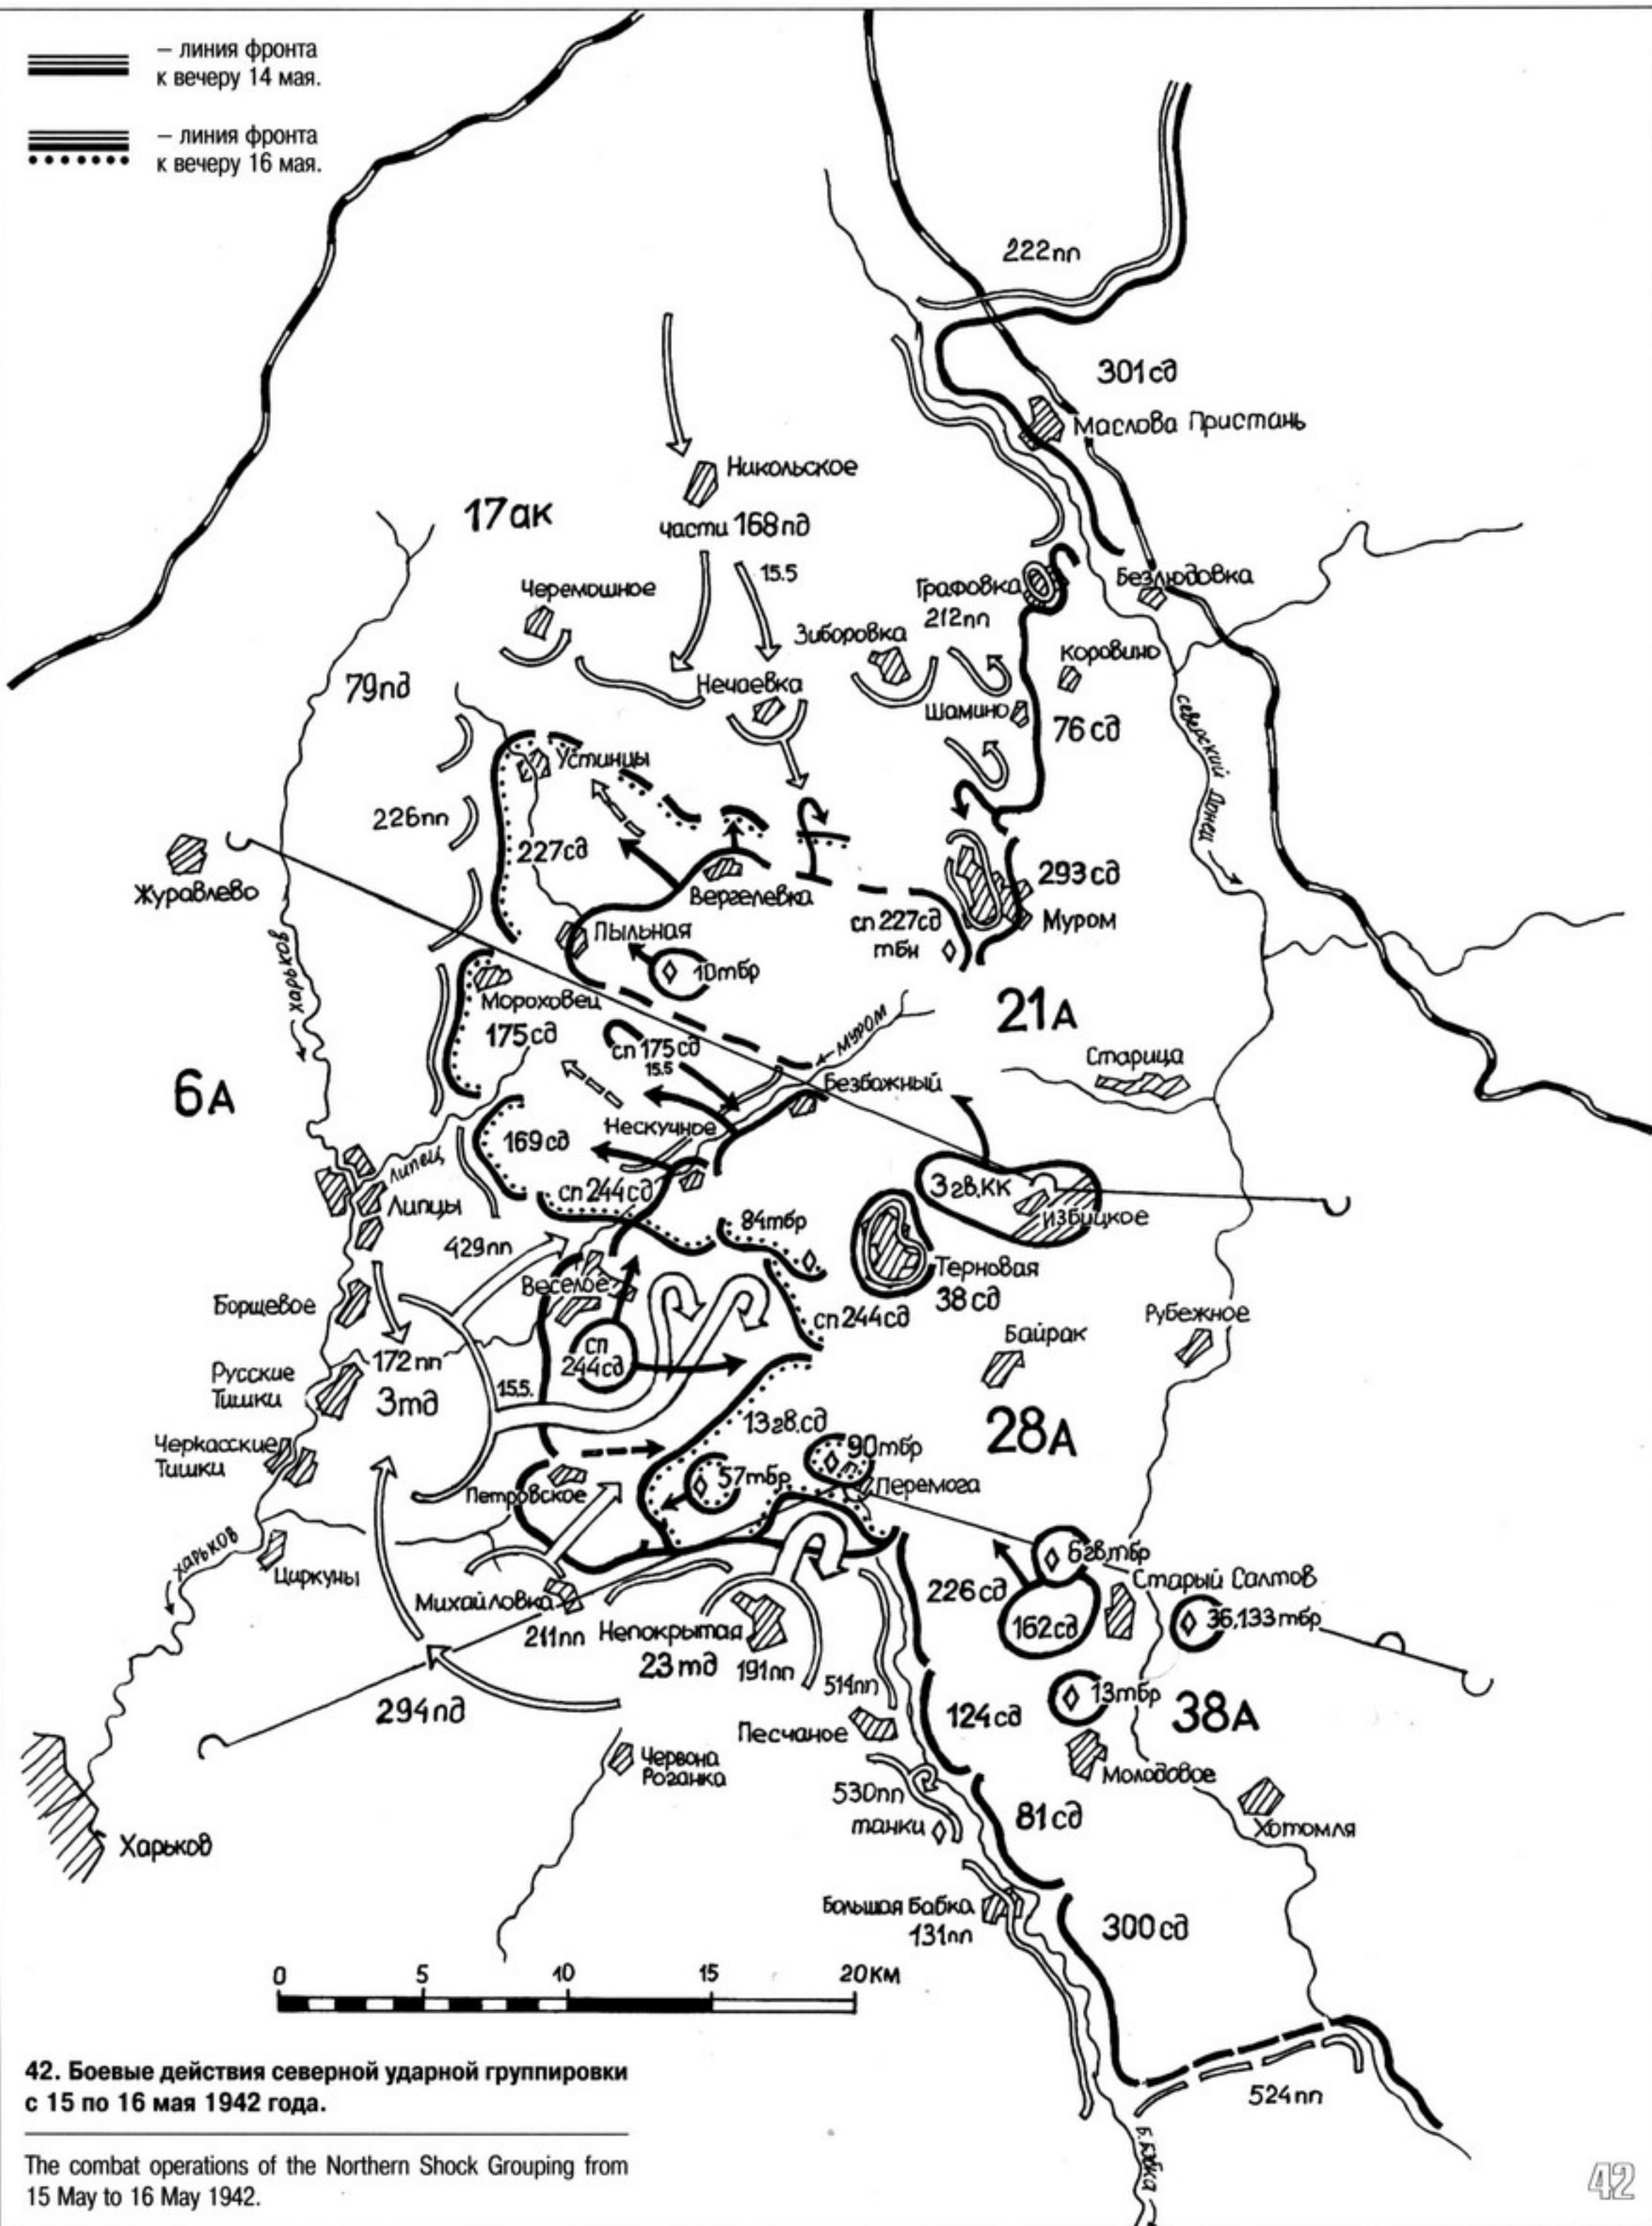 – линия фронта
к вечеру 14 мая.
– линия фронта
к вечеру 16 мая.
222пп
301сд
Маслова Пристань
Никольское
17ак
части 168пд
15.5
Черемошное
Графовка
212пп
Безлюдовка
Зиборовка
Коровино
79пд
Нечаевка
Шамино
76сд
северский Донец
Устинцы
226пп
227сд
Журавлево
Вергелевка
293сд
сп 227сд
Муром
тбн
Пыльная
10тбр
харьков
Мороховец
175сд
21А
сп 175сд
15.5
МУРОМ
Старица
6А
Безбажный
Нескучное
169сд
Липец
Липцы
сп 244сд
3гв.кк
избицкое
84тбр
429пп
Терновая
38сд
Веселое
Борщевое
сп 244сд
Рубежное
Байрак
сп
244сд
172пп
Русские
Тишки
3тд
15.5.
13гв.сд
28А
Черкасские
Тишки
90тбр
57тбр
Перемога
Петровское
харьков
Циркуны
6гв.тбр
Старый Салтов
226сд
Михайловка
162сд
36,133тбр
211пп
Непокрытая
23тд
191пп
514пп
13тбр
294пд
124сд
38А
Песчаное
Червона
Роганка
Молодовое
530пп
танки
81сд
Хотомля
Харьков
Большая Бабка
131пп
300сд
0 5 10 15 20КМ
524пп
Б.Бабка
42. Боевые действия северной ударной группировки
с 15 по 16 мая 1942 года.
The combat operations of the Northern Shock Grouping from
15 May to 16 May 1942.
42